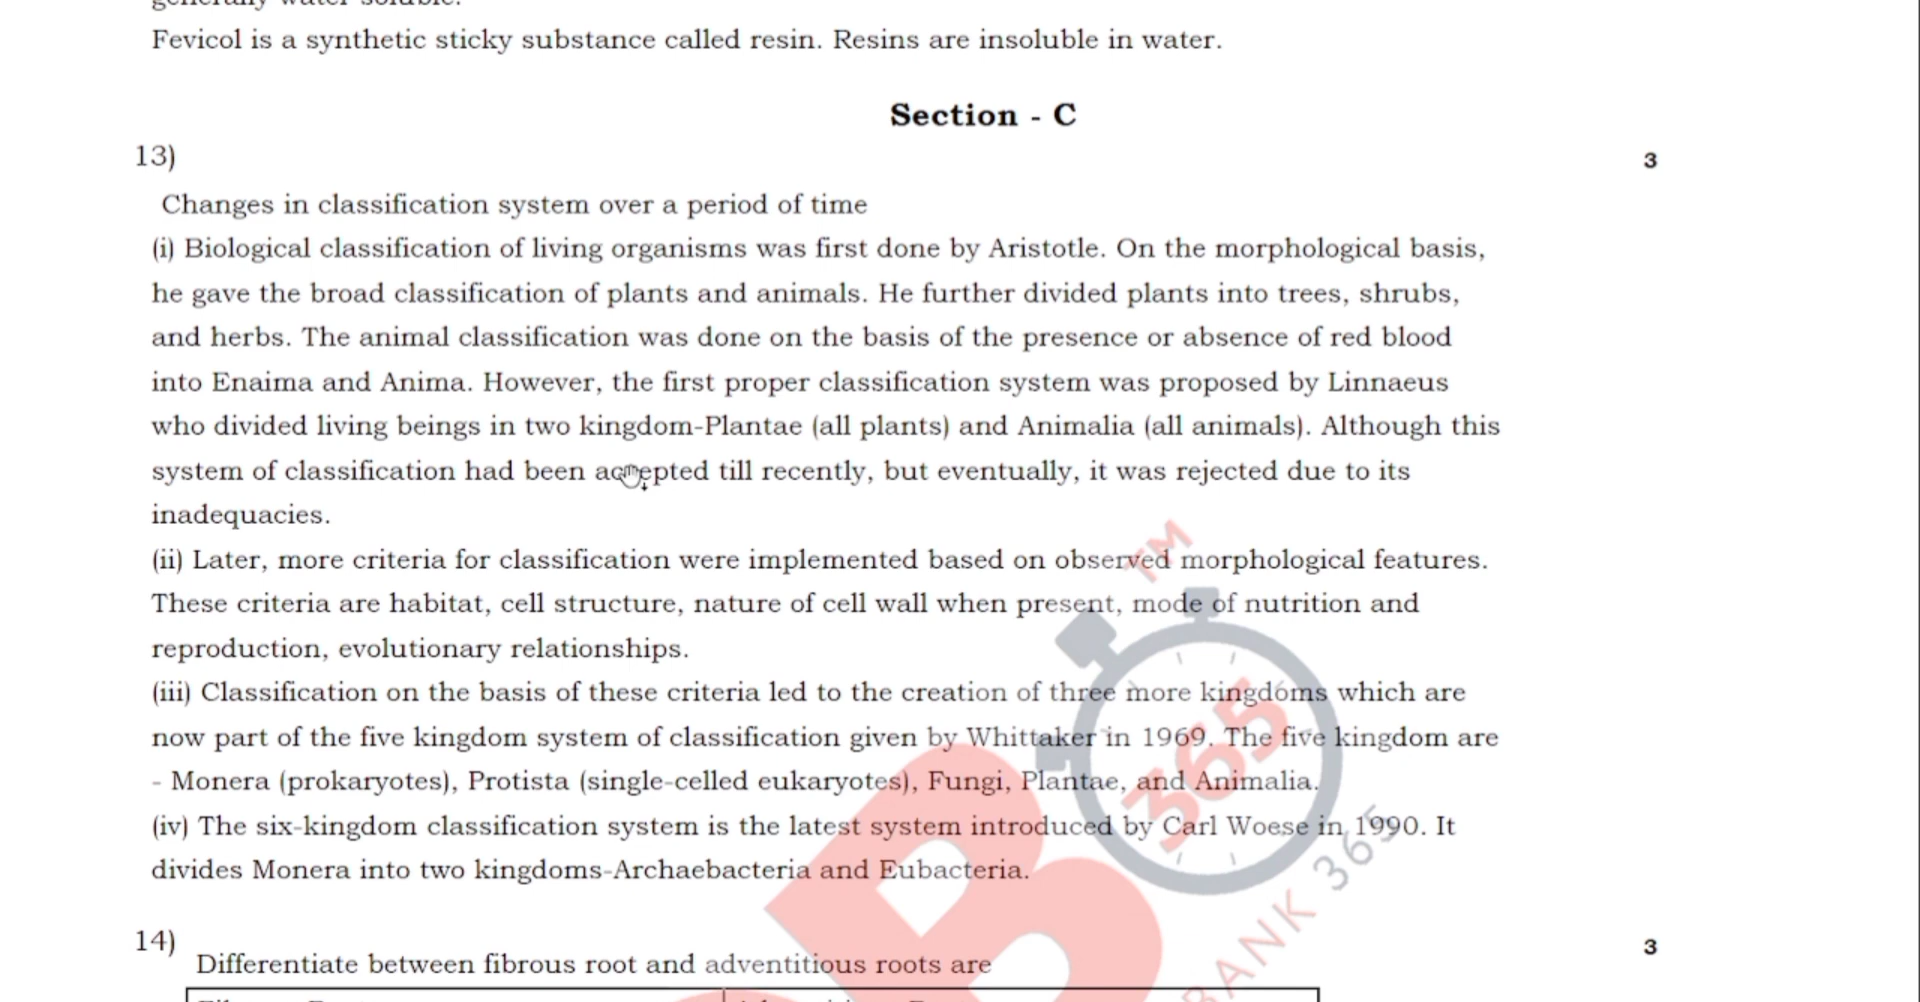 Fevicol is a synthetic sticky substance called resin. Resins are insoluble in water.
Section - C
13)
3
Changes in classification system over a period of time
(i) Biological classification of living organisms was first done by Aristotle. On the morphological basis,
he gave the broad classification of plants and animals. He further divided plants into trees, shrubs,
and herbs. The animal classification was done on the basis of the presence or absence of red blood
into Enaima and Anima. However, the first proper classification system was proposed by Linnaeus
who divided living beings in two kingdom-Plantae (all plants) and Animalia (all animals). Although this
system of classification had been accepted till recently, but eventually, it was rejected due to its
inadequacies.
(ii) Later, more criteria for classification were implemented based on observed morphological features.
These criteria are habitat, cell structure, nature of cell wall when present, mode of nutrition and
reproduction, evolutionary relationships.
(iii) Classification on the basis of these criteria led to the creation of three more kingdoms which are
now part of the five kingdom system of classification given by Whittaker in 1969. The five kingdom are
- Monera (prokaryotes), Protista (single-celled eukaryotes), Fungi, Plantae, and Animalia.
(iv) The six-kingdom classification system is the latest system introduced by Carl Woese in 1990. It
divides Monera into two kingdoms-Archaebacteria and Eubacteria.
TM
365
BANK 365
14)
3
Differentiate between fibrous root and adventitious roots are